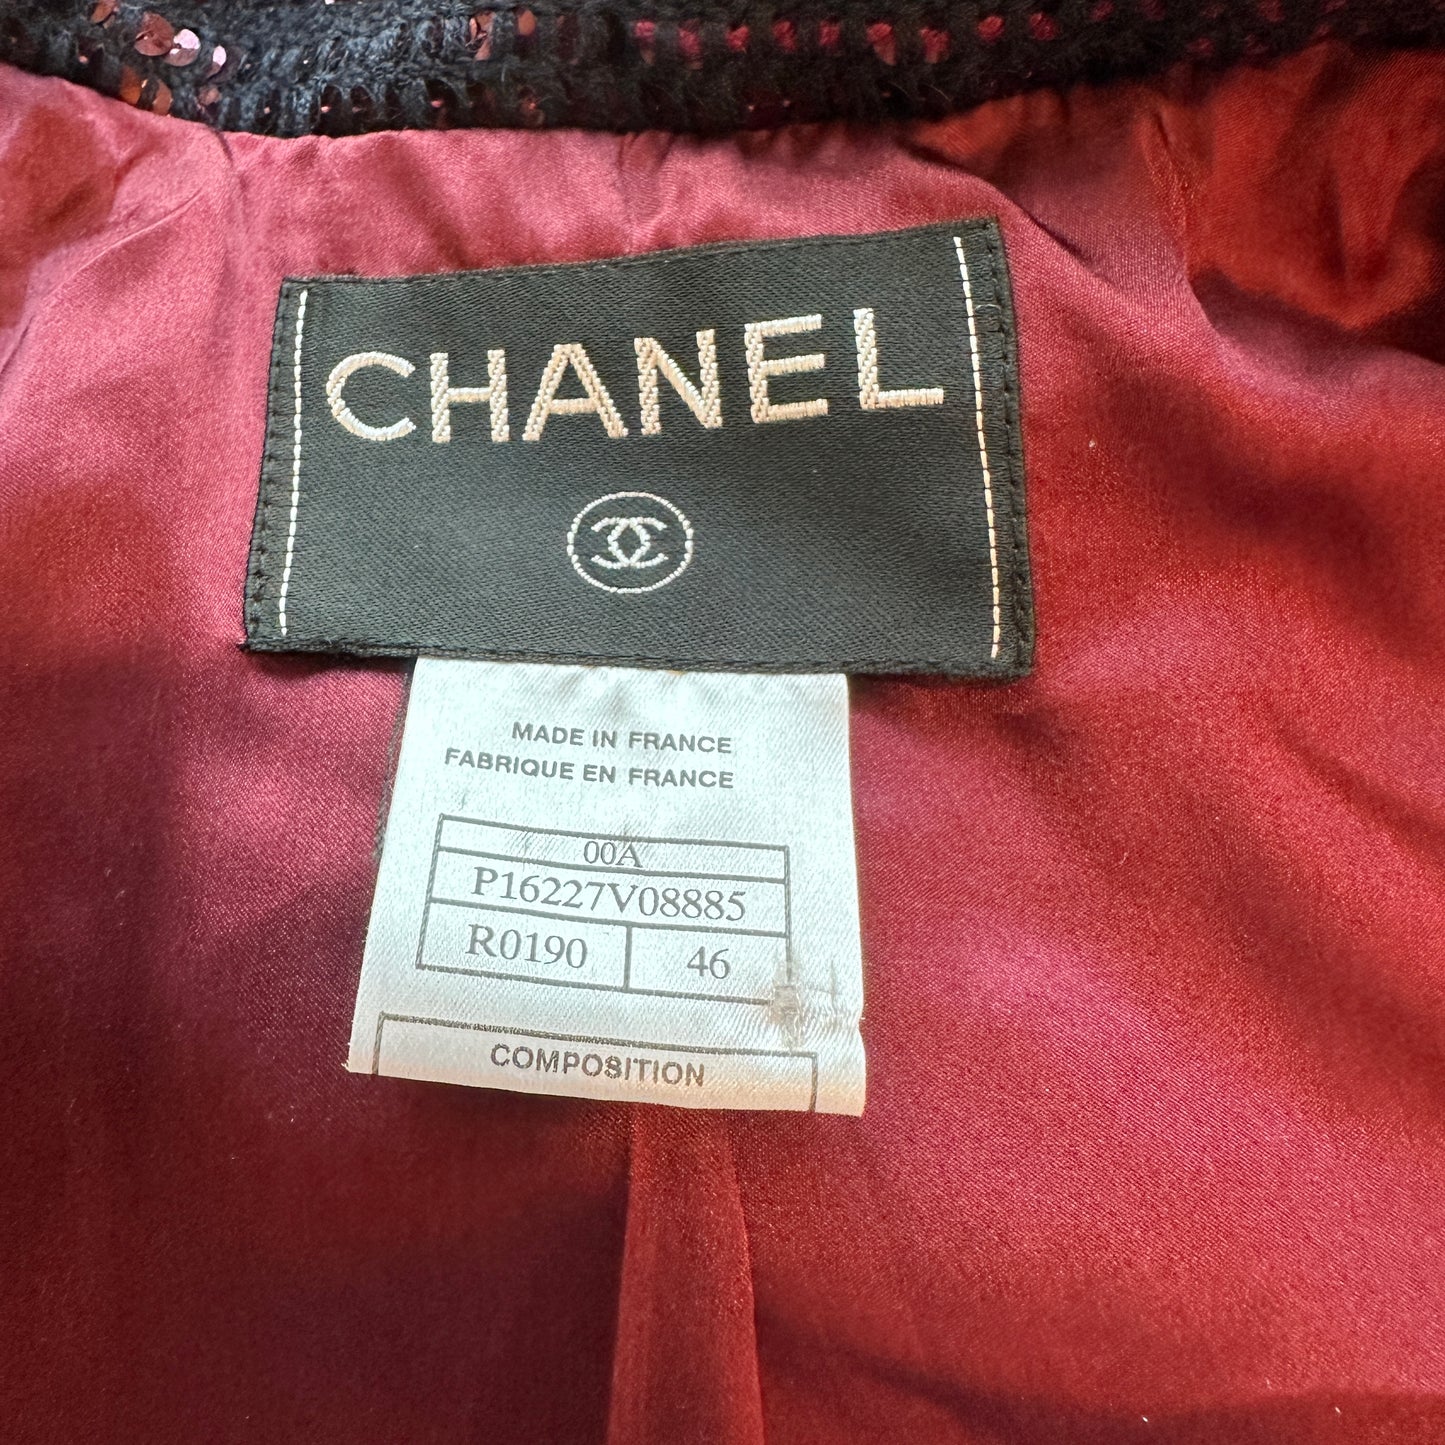 CHANEL
MADE IN FRANCE
FABRIQUE EN FRANCE
00A
P16227V08885
R0190 46
COMPOSITION